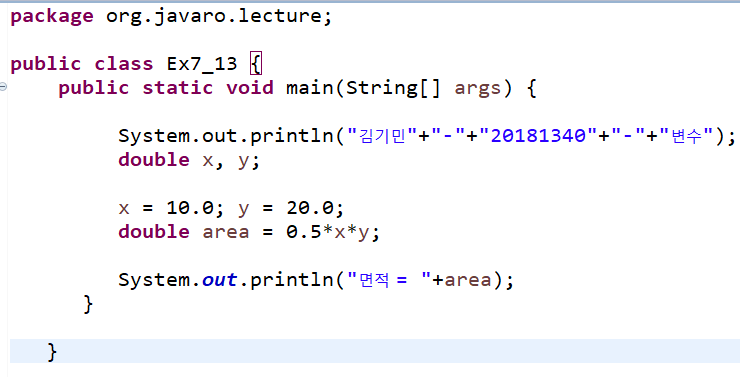 package org.javaro.lecture;
public class Ex7_13 {
public static void main(String[] args) {
System.out.println("김기민"+"-"+"20181340"+"-"+"변수");
double x, y;
x = 10.0; y = 20.0;
double area = 0.5*x*y;
System.out.println("면적 = "+area);
}
}